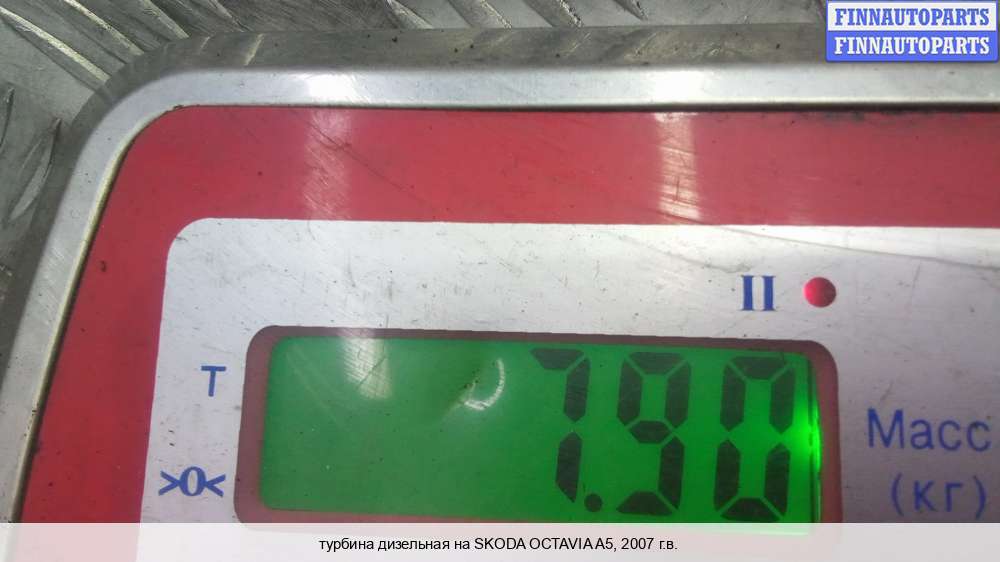 FINNAUTOPARTS
FINNAUTOPARTS
II
T
7.90
Масс
>0<
(кг)
турбина дизельная на SKODA OCTAVIA A5, 2007 г.в.